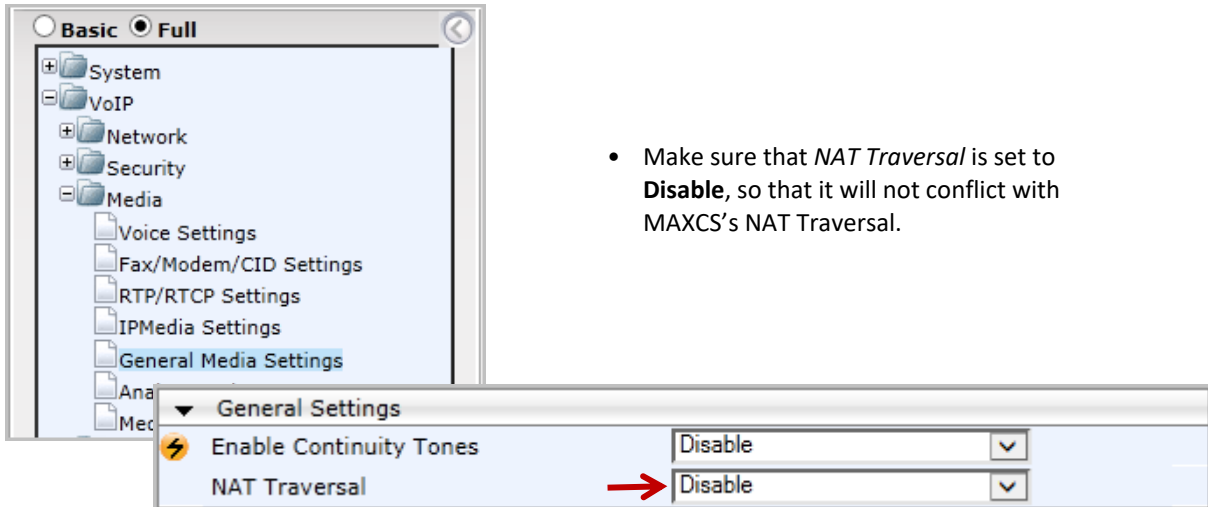 Basic Full
System
VoIP
Network
Security
Media
Voice Settings
Fax/Modem/CID Settings
RTP/RTCP Settings
IPMedia Settings
General Media Settings
• Make sure that NAT Traversal is set to
Disable, so that it will not conflict with
MAXCS’s NAT Traversal.
General Settings
Enable Continuity Tones Disable
NAT Traversal Disable